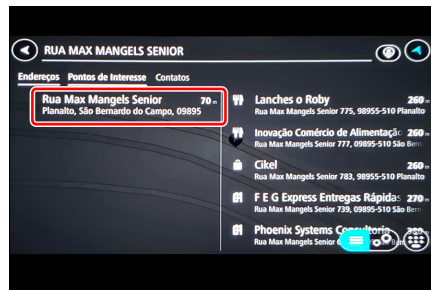 RUA MAX MANGELS SENIOR
Endereços Pontos de Interesse Contatos
Rua Max Mangels Senior 70 m
Planalto, São Bernardo do Campo, 09895
Lanches o Roby 260 m
Rua Max Mangels Senior 775, 98955-510 Planalto
Inovação Comércio de Alimentaçã 260 m
Rua Max Mangels Senior 777, 09895-510 São Bern
Cikel 260 m
Rua Max Mangels Senior 783, 98955-510 Planalto
F E G Express Entregas Rápidas 270 m
Rua Max Mangels Senior 739, 09895-510 São Bern
Phoenix Systems
Rua Max Mangels Senior